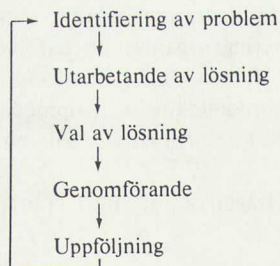 Identifiering av problem
Utarbetande av lösning
Val av lösning
Genomförande
Uppföljning